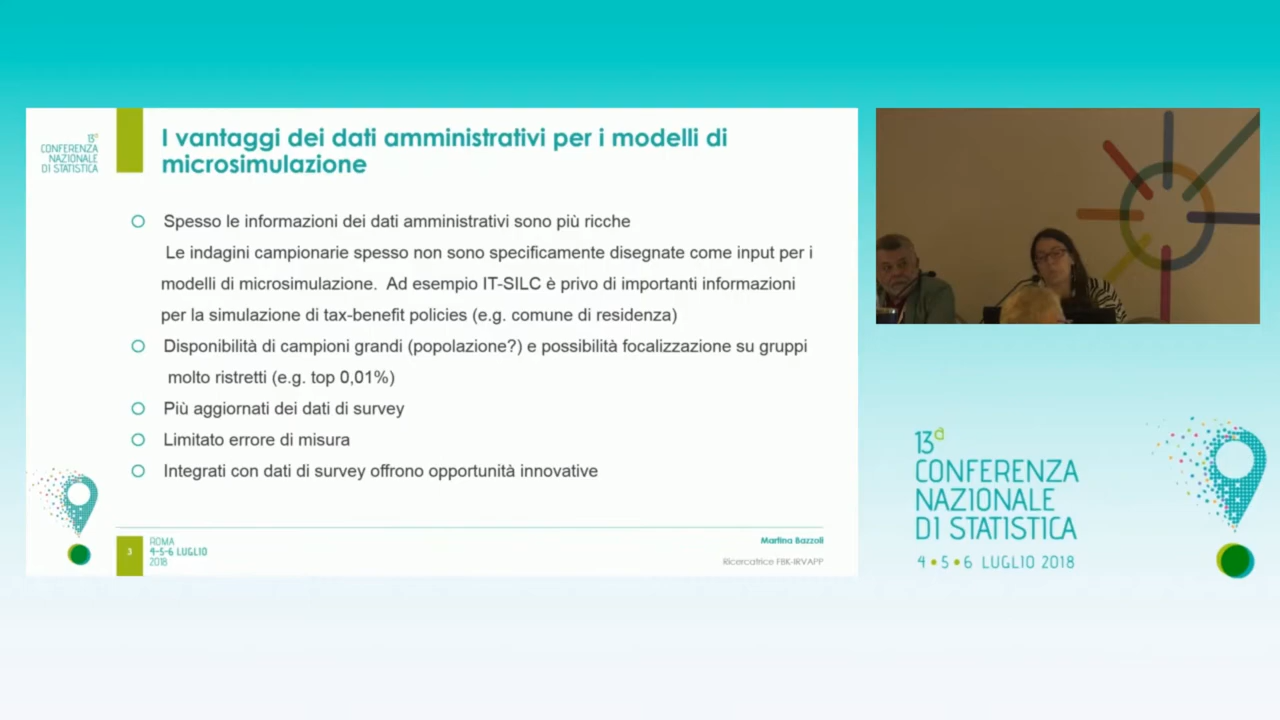 13ª
CONFERENZA
NAZIONALE
DI STATISTICA
I vantaggi dei dati amministrativi per i modelli di
microsimulazione
Spesso le informazioni dei dati amministrativi sono più ricche
Le indagini campionarie spesso non sono specificamente disegnate come input per i
modelli di microsimulazione. Ad esempio IT-SILC è privo di importanti informazioni
per la simulazione di tax-benefit policies (e.g. comune di residenza)
Disponibilità di campioni grandi (popolazione?) e possibilità focalizzazione su gruppi
molto ristretti (e.g. top 0,01%)
Più aggiornati dei dati di survey
Limitato errore di misura
Integrati con dati di survey offrono opportunità innovative
3
ROMA
4-5-6 LUGLIO
2018
Martina Bazzoli
Ricercatrice FBK-IRVAPP
13ª
CONFERENZA
NAZIONALE
DI STATISTICA
4•5•6 LUGLIO 2018